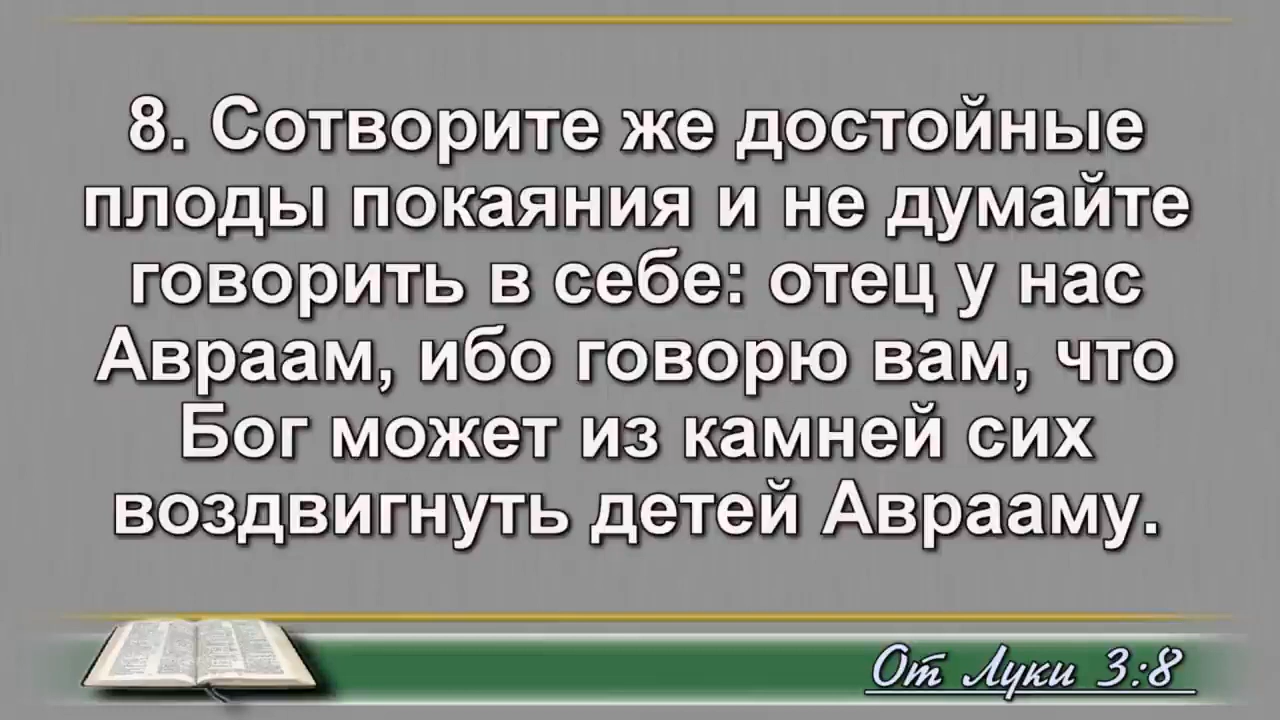 8. Сотворите же достойные
плоды покаяния и не думайте
говорить в себе: отец у нас
Авраам, ибо говорю вам, что
Бог может из камней сих
воздвигнуть детей Аврааму.
От Луки 3:8